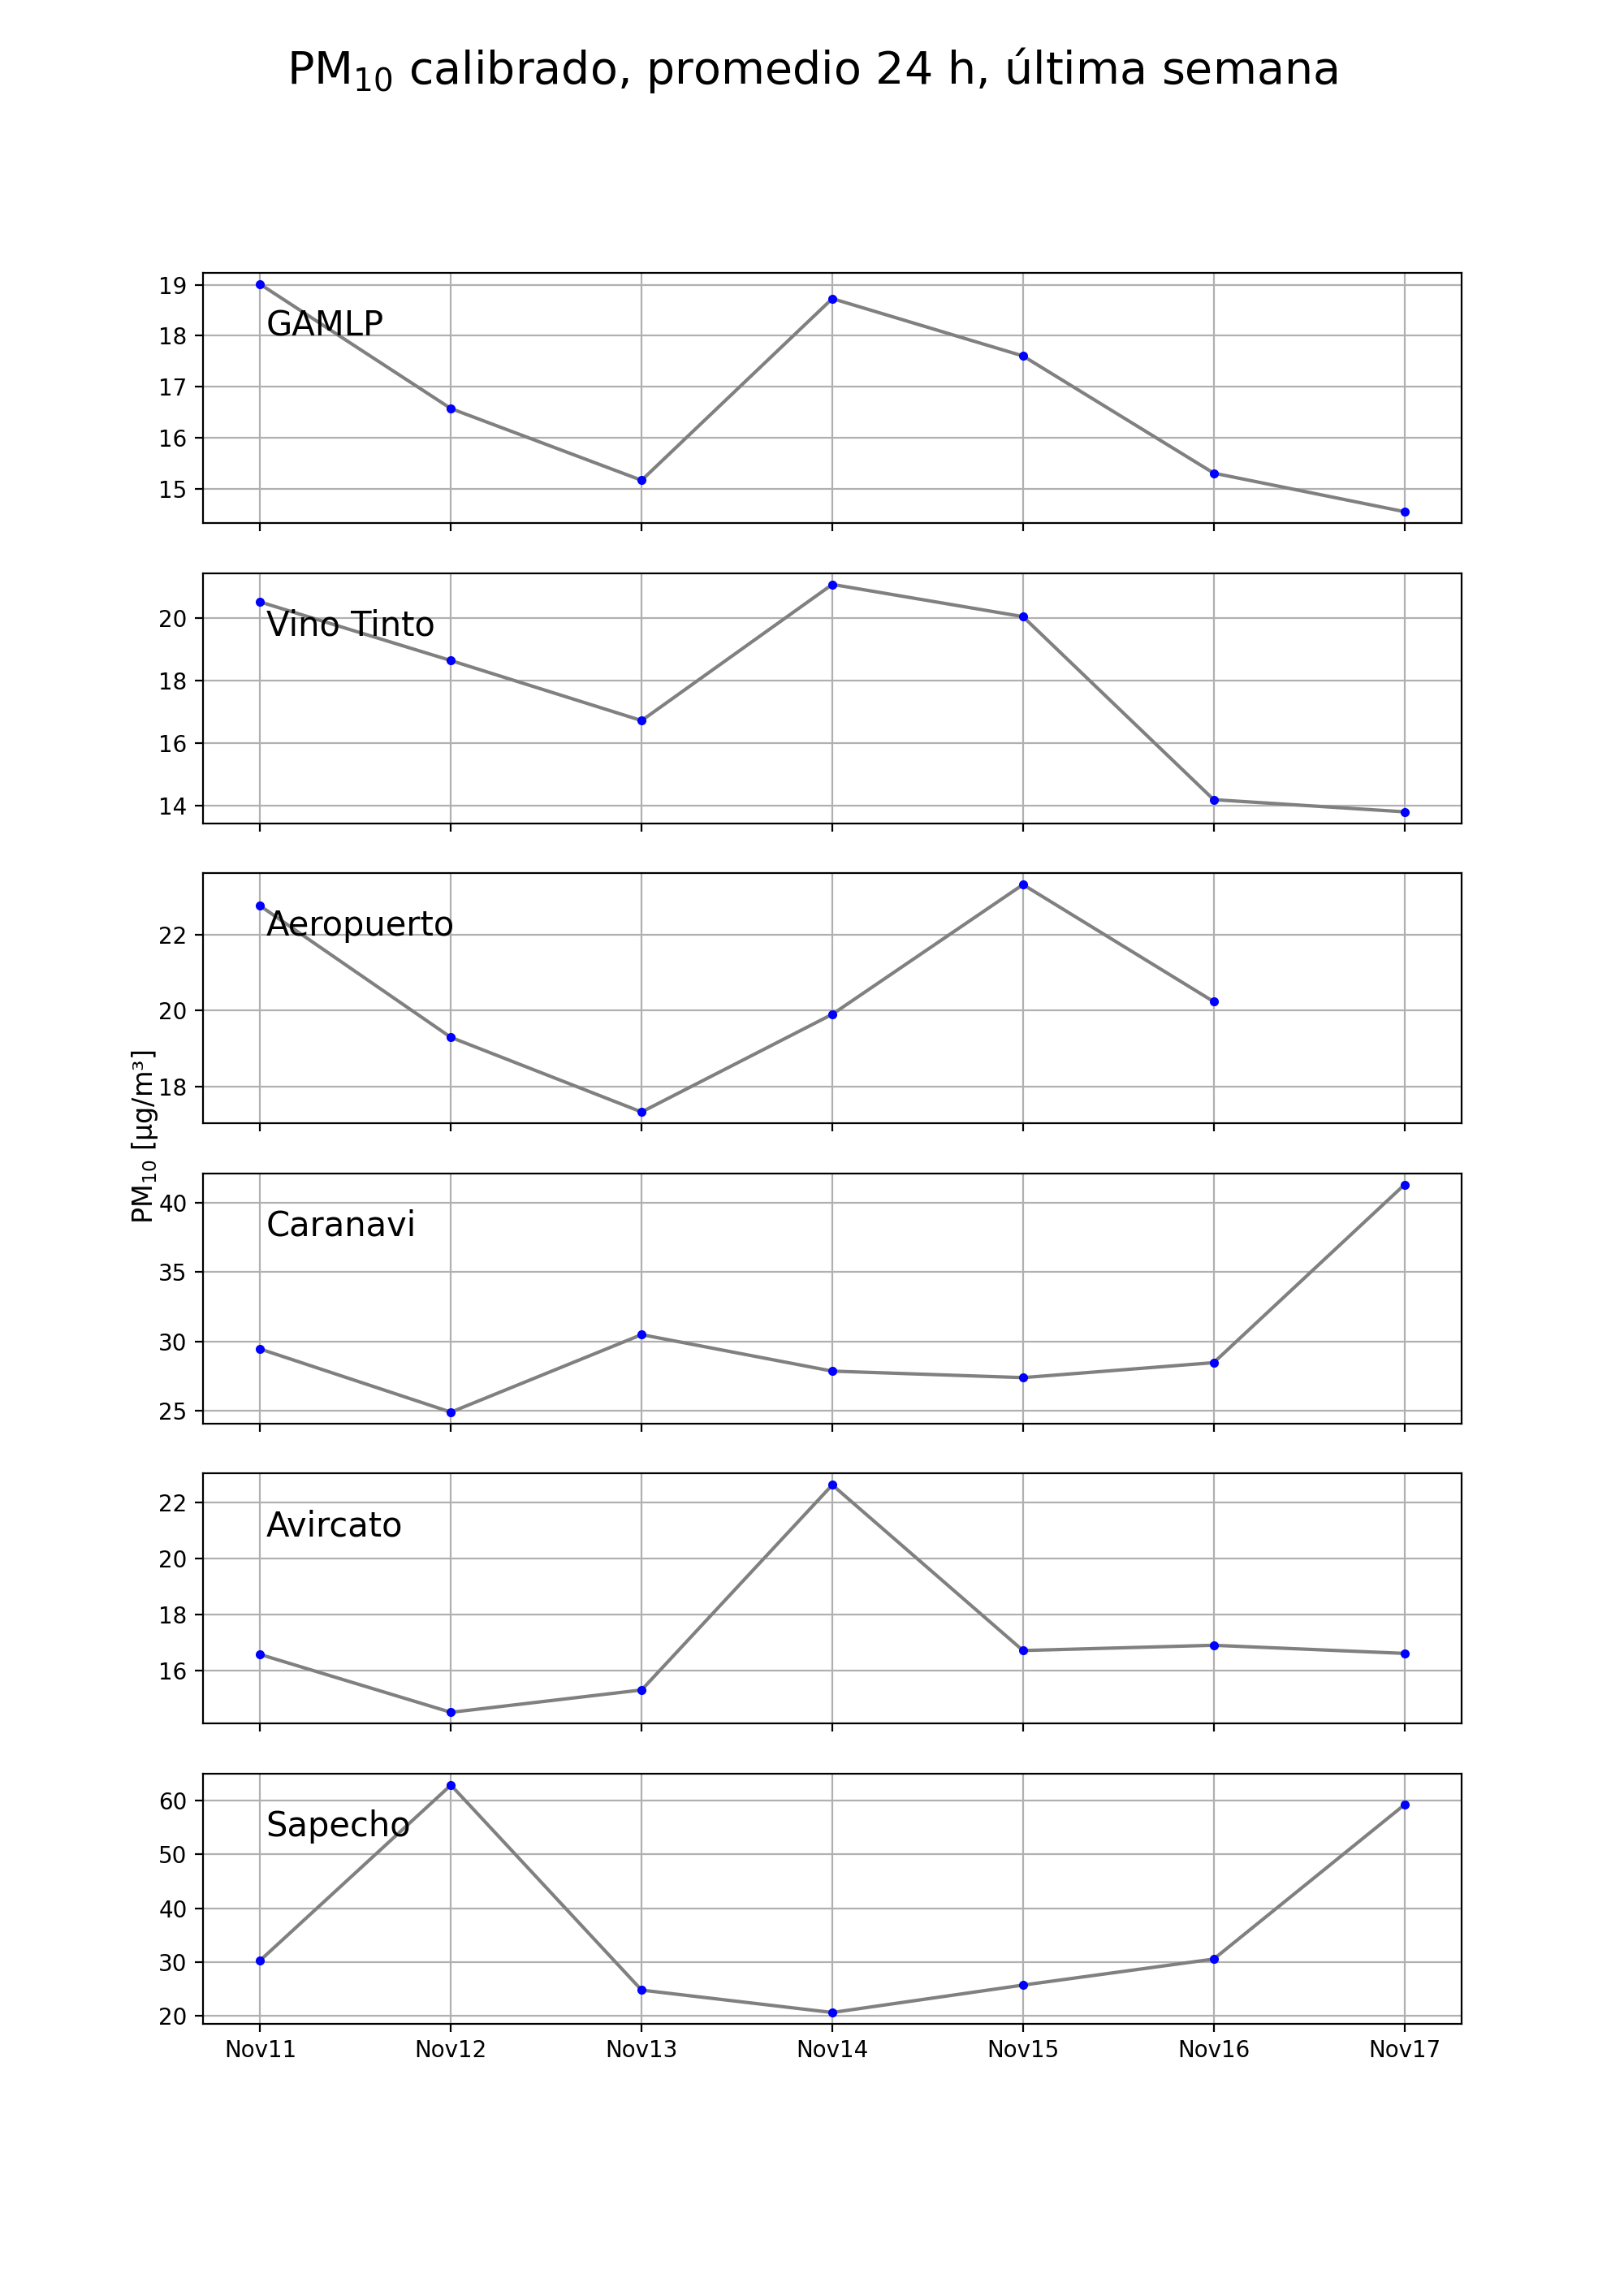 PM₁₀ calibrado, promedio 24 h, última semana
GAMLP
19
18
17
16
15
Vino Tinto
20
18
16
14
Aeropuerto
22
20
18
PM₁₀ [µg/m³]
Caranavi
40
35
30
25
Avircato
22
20
18
16
Sapecho
60
50
40
30
20
Nov11 Nov12 Nov13 Nov14 Nov15 Nov16 Nov17